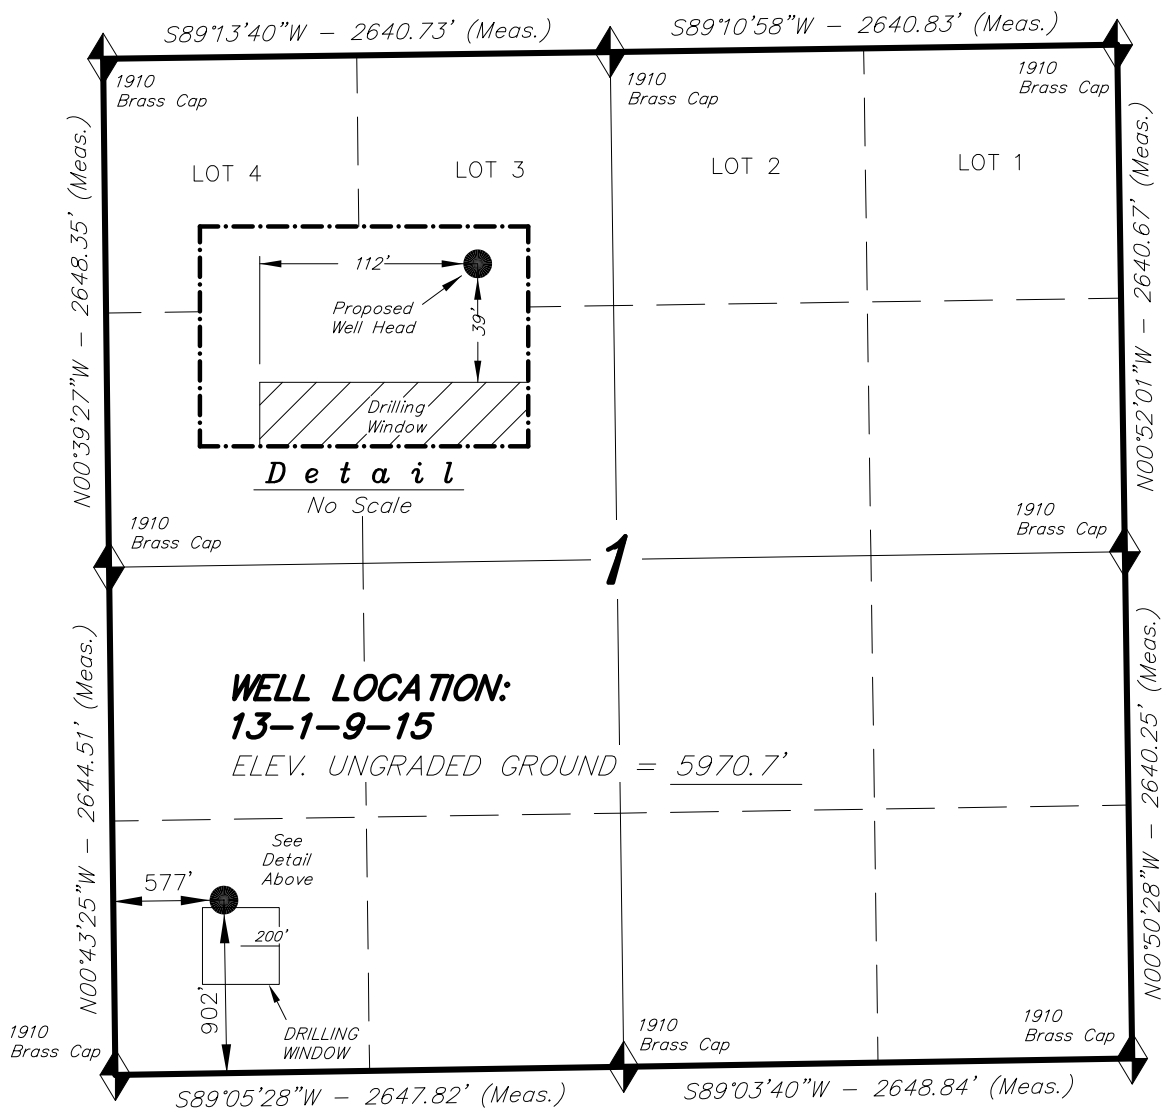 S89°13'40"W - 2640.73' (Meas.)
S89°10'58"W - 2640.83' (Meas.)
1910
Brass Cap
1910
Brass Cap
1910
Brass Cap
LOT 4
LOT 3
LOT 2
LOT 1
N00°39'27"W - 2648.35' (Meas.)
N00°52'01"W - 2640.67' (Meas.)
112'
Proposed
Well Head
39'
Drilling
Window
Detail
No Scale
1910
Brass Cap
1910
Brass Cap
1
WELL LOCATION:
13-1-9-15
ELEV. UNGRADED GROUND = 5970.7'
N00°43'25"W - 2644.51' (Meas.)
N00°50'28"W - 2640.25' (Meas.)
See
Detail
Above
577'
200'
902'
DRILLING
WINDOW
1910
Brass Cap
1910
Brass Cap
1910
Brass Cap
S89°05'28"W - 2647.82' (Meas.)
S89°03'40"W - 2648.84' (Meas.)